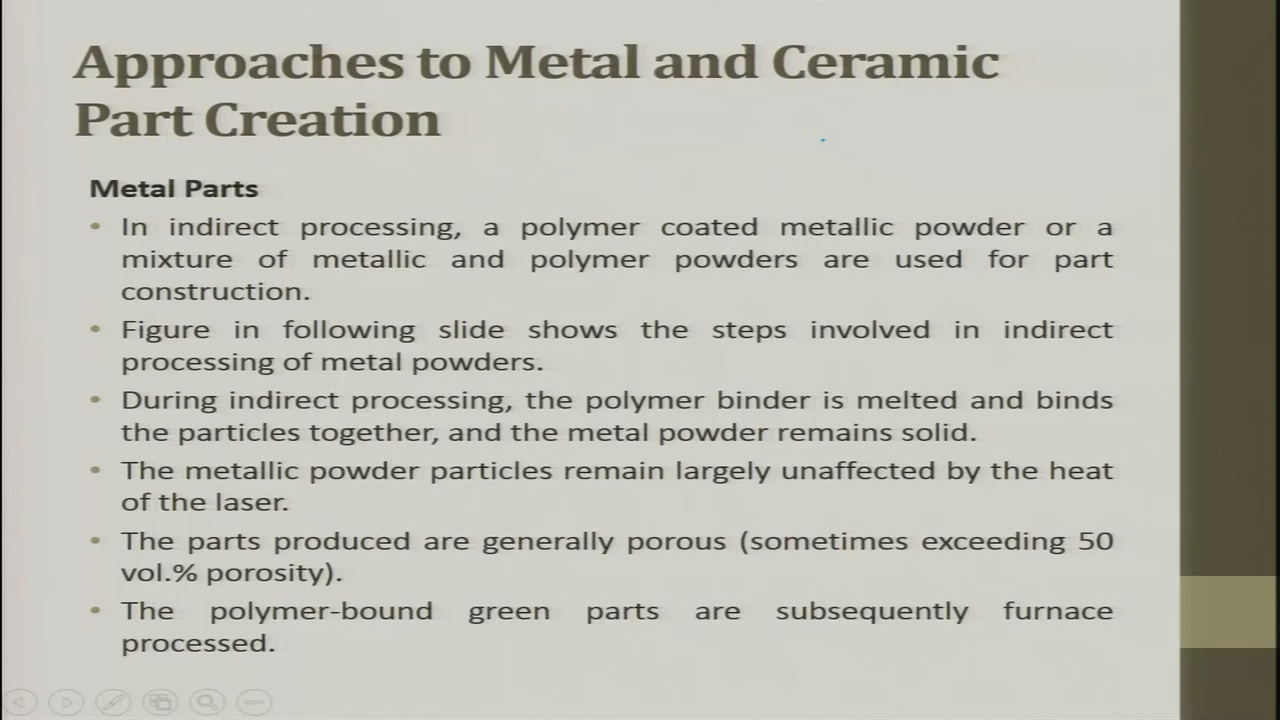 Approaches to Metal and Ceramic
Part Creation
Metal Parts
• In indirect processing, a polymer coated metallic powder or a
mixture of metallic and polymer powders are used for part
construction.
• Figure in following slide shows the steps involved in indirect
processing of metal powders.
• During indirect processing, the polymer binder is melted and binds
the particles together, and the metal powder remains solid.
• The metallic powder particles remain largely unaffected by the heat
of the laser.
• The parts produced are generally porous (sometimes exceeding 50
vol.% porosity).
• The polymer-bound green parts are subsequently furnace
processed.